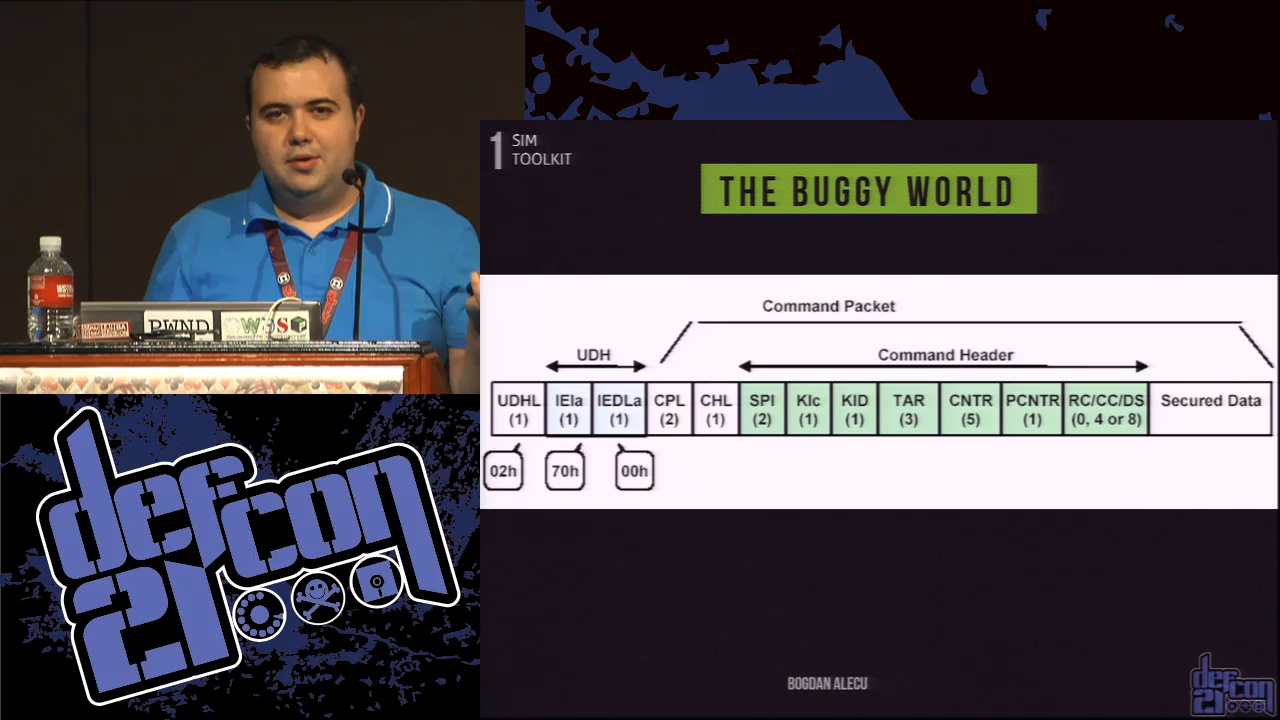 1 SIM
TOOLKIT
THE BUGGY WORLD
Command Packet
UDH
Command Header
UDHL IEIa IEDLa CPL CHL SPI KIc KID TAR CNTR PCNTR RC/CC/DS Secured Data
(1) (1) (1) (2) (1) (2) (1) (1) (3) (5) (1) (0, 4 or 8)
02h 70h 00h
PWND
defcon
21
BOGDAN ALECU
defcon
21